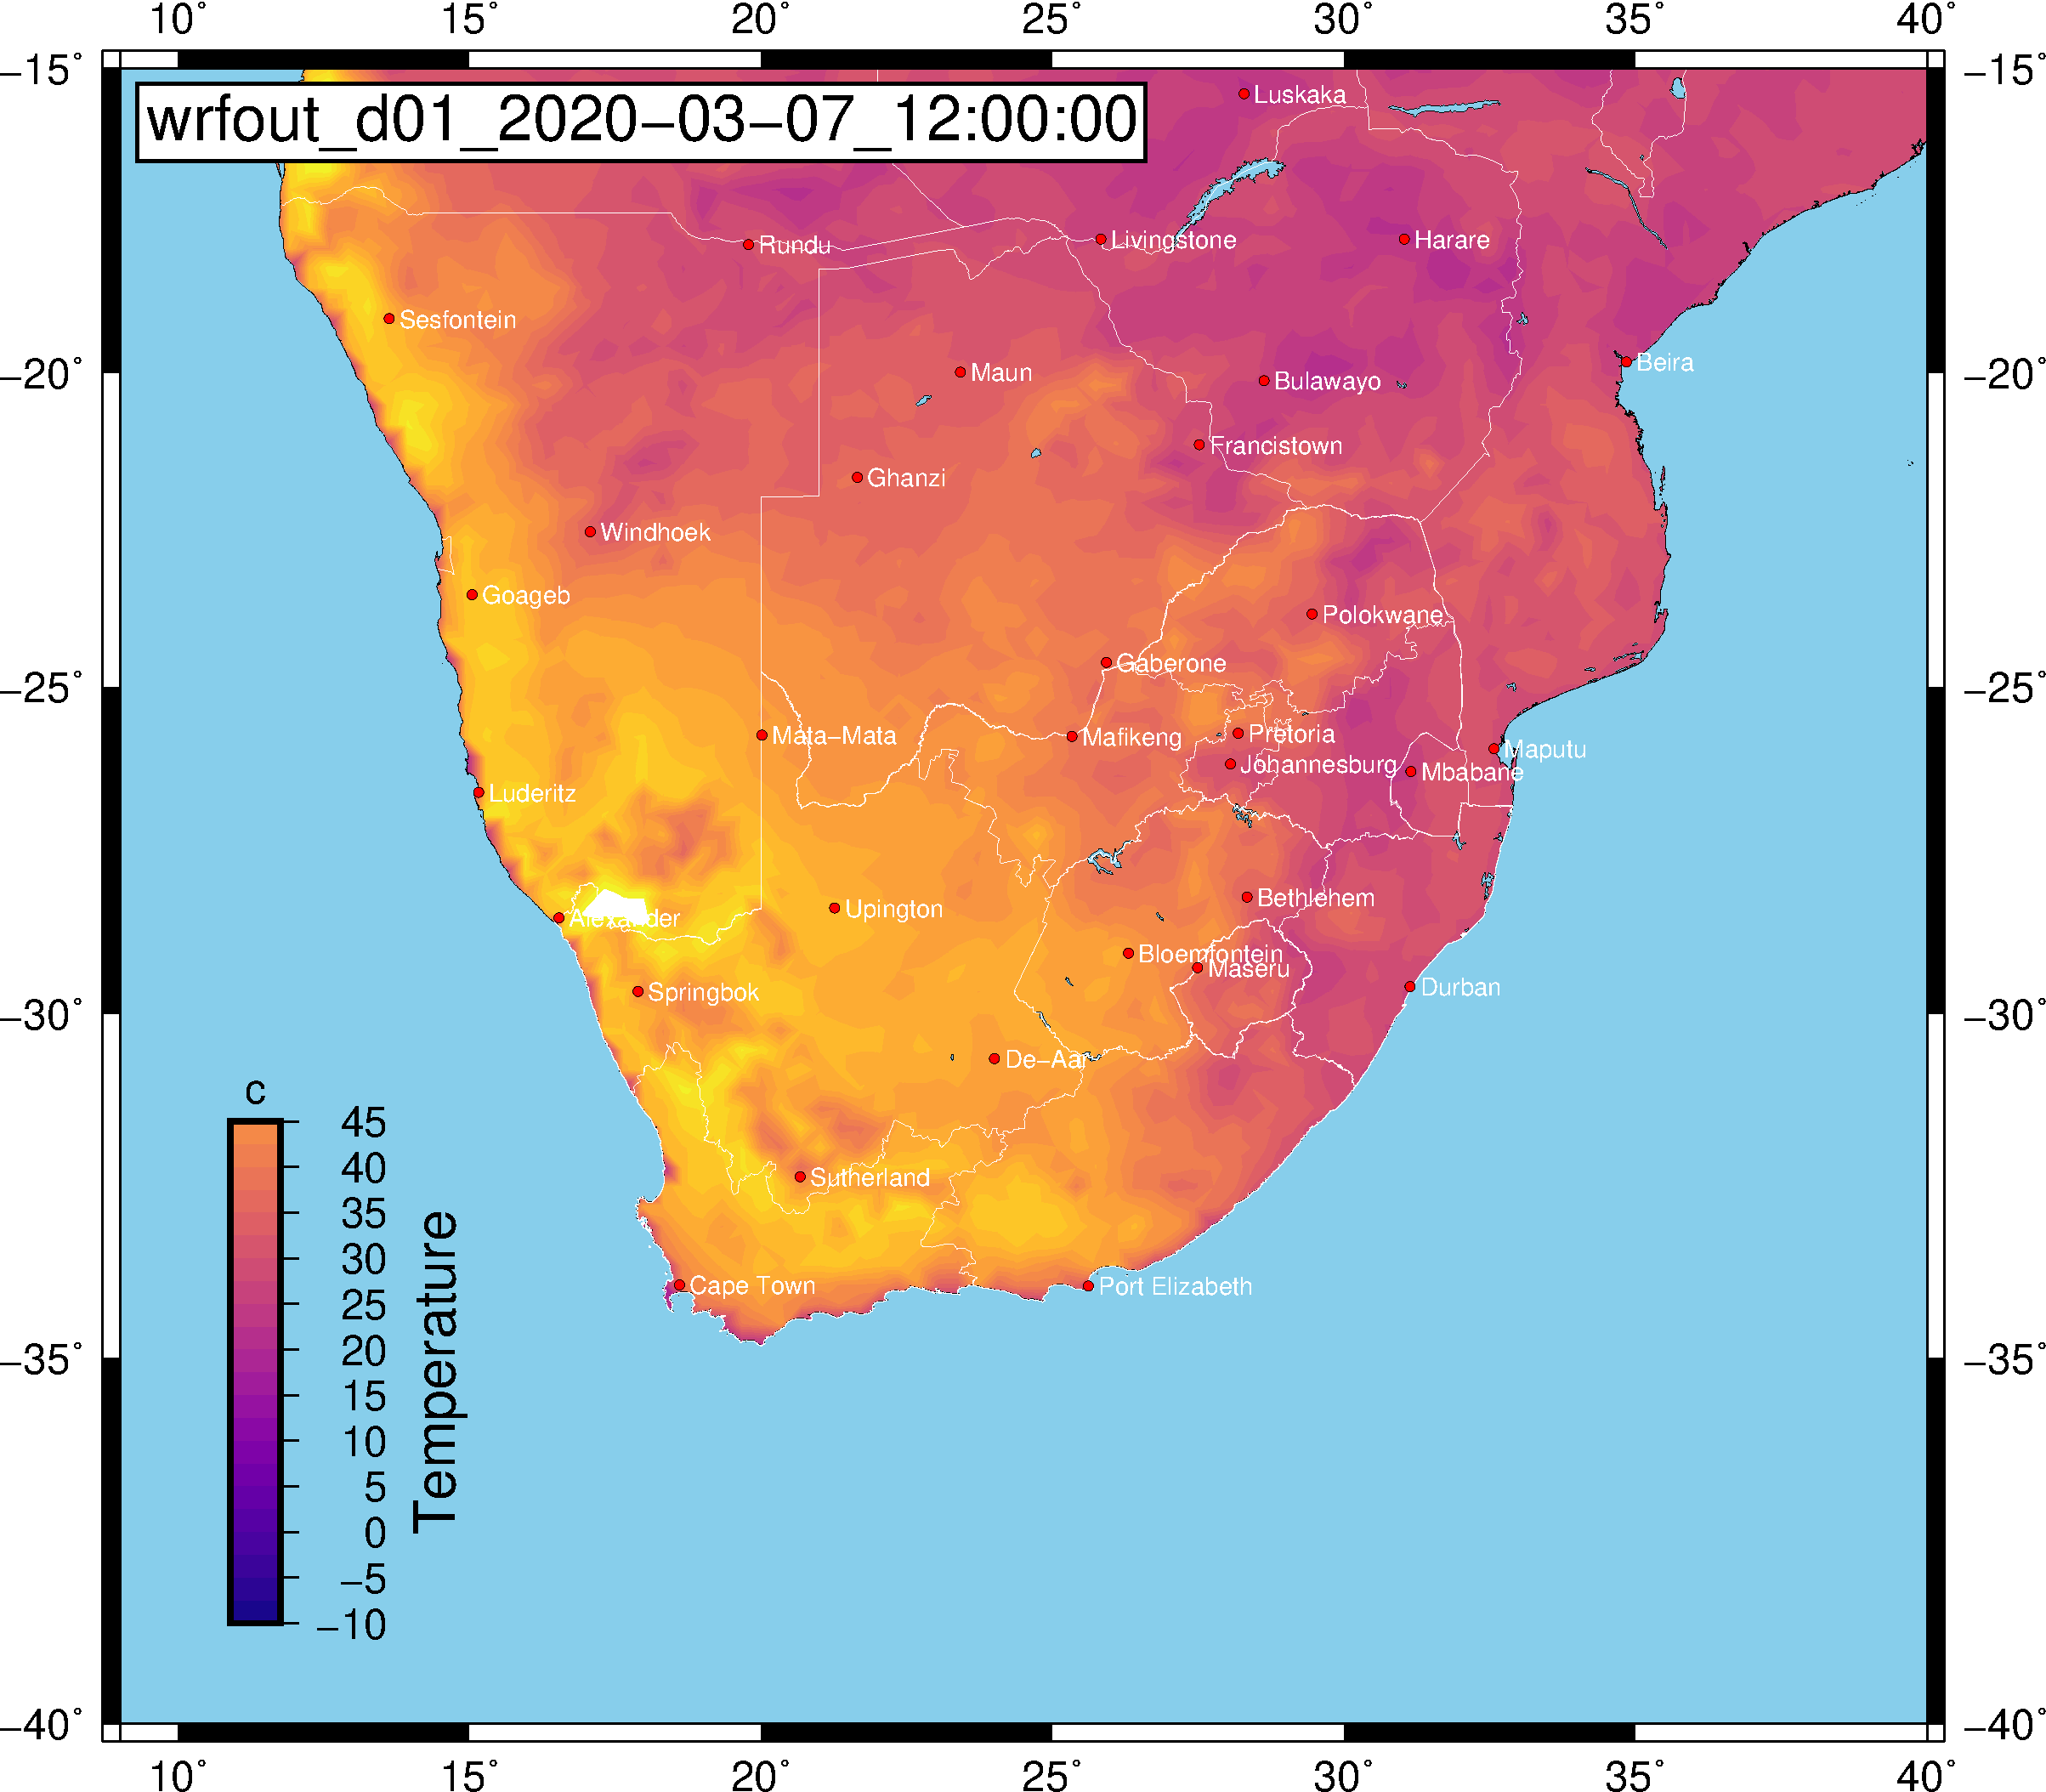 10° 15° 20° 25° 30° 35° 40°
−15° −15°
wrfout_d01_2020−03−07_12:00:00
Luskaka
Rundu
Livingstone
Harare
Sesfontein
Beira
−20° −20°
Maun
Bulawayo
Francistown
Ghanzi
Windhoek
Goageb
Polokwane
Gaberone
−25° −25°
Mata−Mata
Mafikeng
Pretoria
Maputu
Johannesburg
Mbabane
Luderitz
Bethlehem
Upington
Alexander
Bloemfontein
Maseru
Durban
Springbok
−30° −30°
De−Aar
Sutherland
Cape Town
Port Elizabeth
−35° −35°
c
45
40
35
30
25
20
15
10
5
0
−5
−10
Temperature
−40° −40°
10° 15° 20° 25° 30° 35° 40°